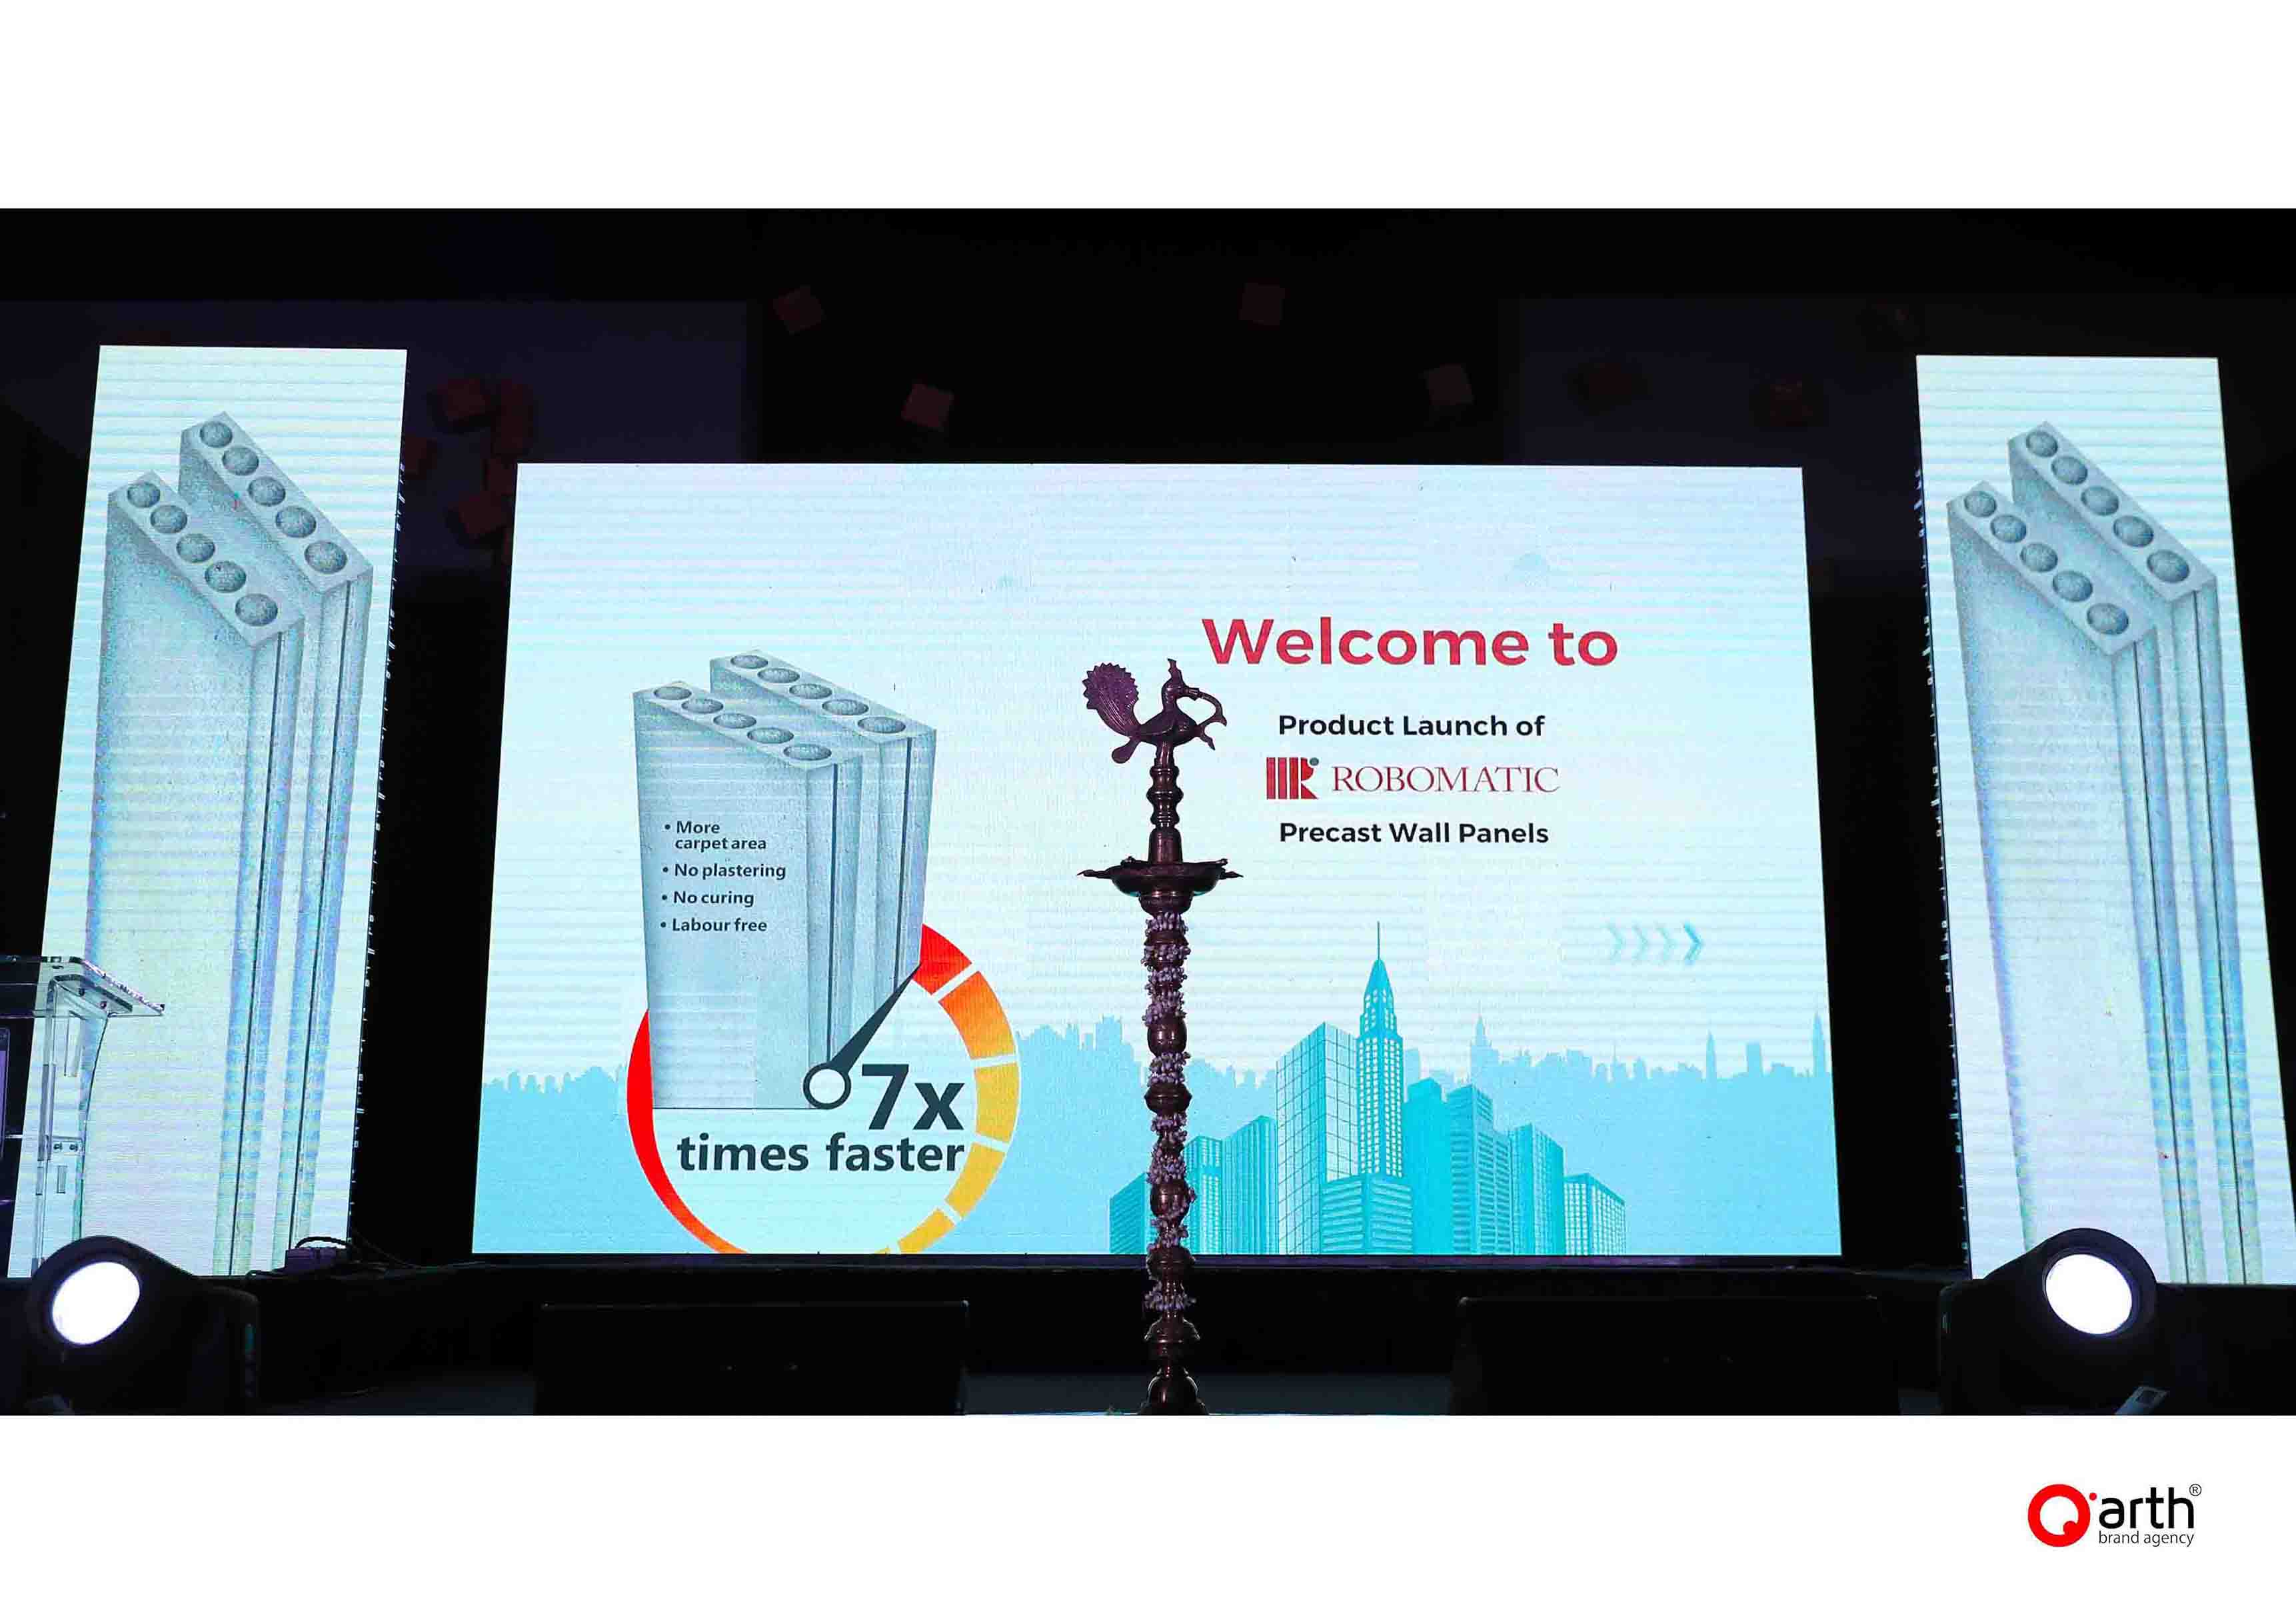 Welcome to
Product Launch of
ROBOMATIC
Precast Wall Panels
• More
carpet area
• No plastering
• No curing
• Labour free
7x
times faster
arth®
brand agency